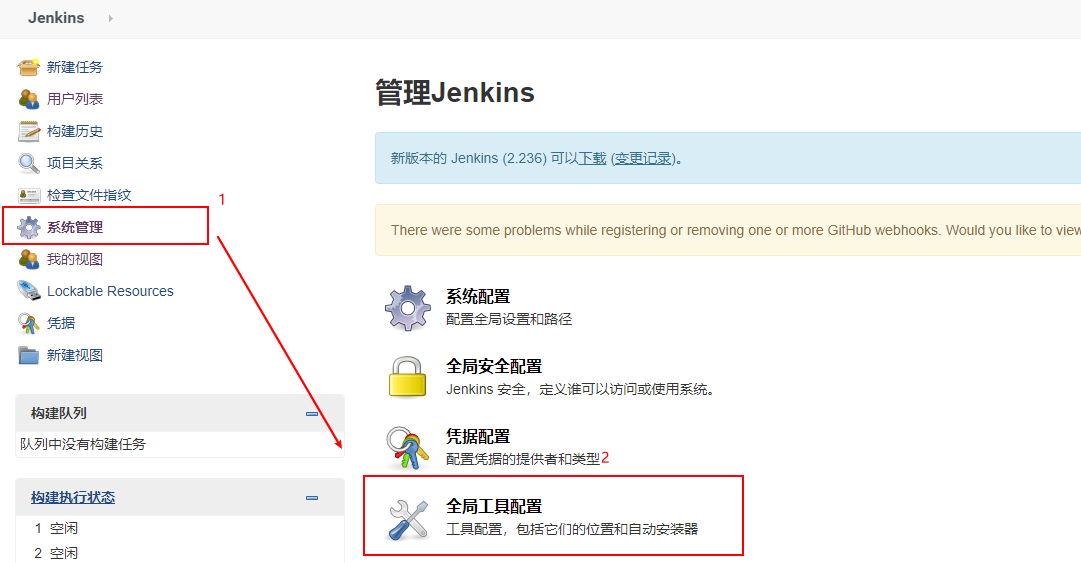 Jenkins
新建任务
用户列表
构建历史
项目关系
检查文件指纹
1
系统管理
我的视图
Lockable Resources
凭据
新建视图
构建队列
队列中没有构建任务
构建执行状态
1 空闲
2 空闲
管理Jenkins
新版本的 Jenkins (2.236) 可以下载 (变更记录)。
There were some problems while registering or removing one or more GitHub webhooks. Would you like to view
系统配置
配置全局设置和路径
全局安全配置
Jenkins 安全，定义谁可以访问或使用系统。
凭据配置
配置凭据的提供者和类型2
全局工具配置
工具配置，包括它们的位置和自动安装器